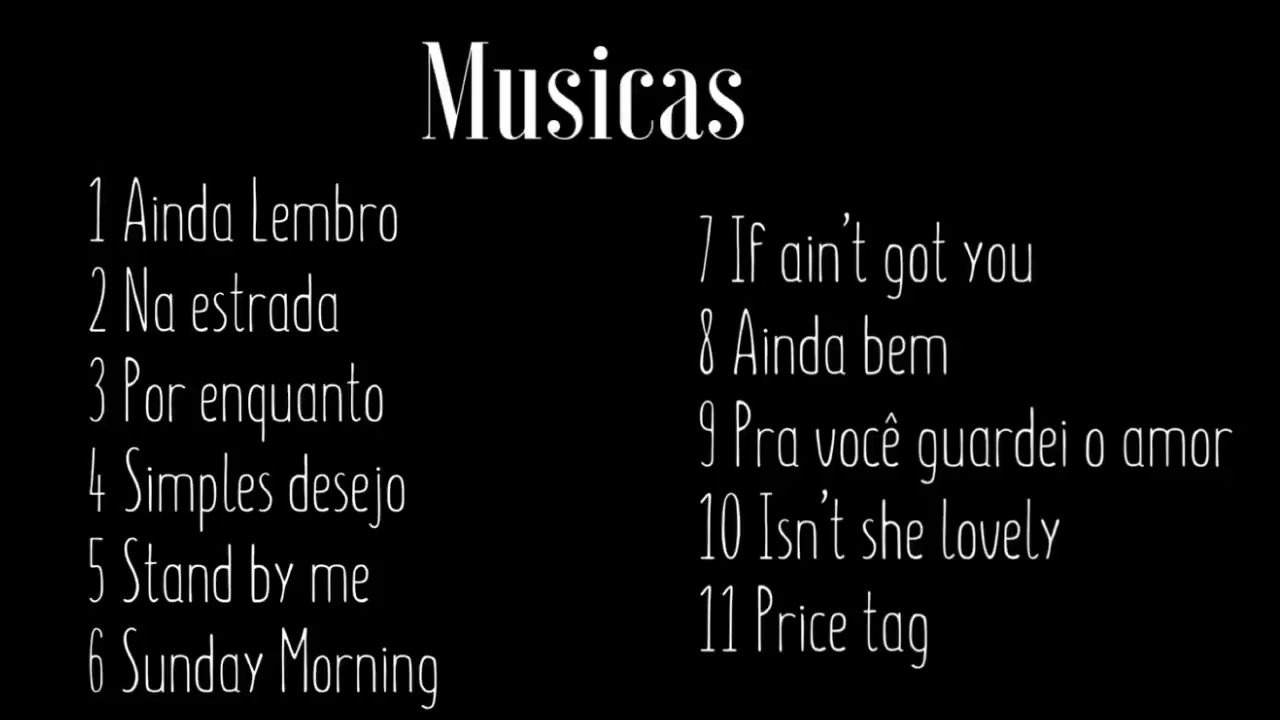 Musicas
1 Ainda Lembro
2 Na estrada
3 Por enquanto
4 Simples desejo
5 Stand by me
6 Sunday Morning
7 If ain't got you
8 Ainda bem
9 Pra você guardei o amor
10 Isn't she lovely
11 Price tag